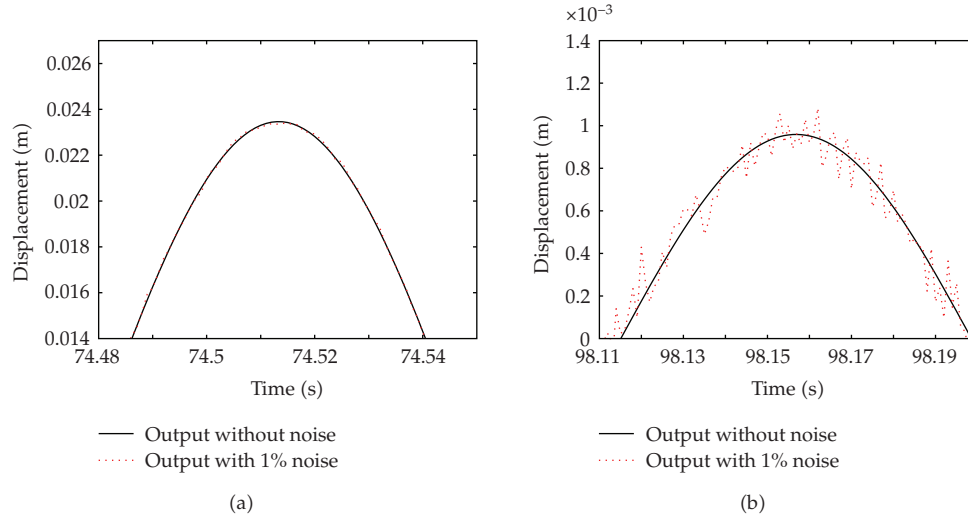 0.026
0.024
0.022
0.02
0.018
0.016
0.014
74.48
74.5
74.52
74.54
Displacement (m)
Time (s)
Output without noise
Output with 1% noise
(a)
×10−3
1.4
1.2
1
0.8
0.6
0.4
0.2
0
98.11
98.13
98.15
98.17
98.19
Displacement (m)
Time (s)
Output without noise
Output with 1% noise
(b)